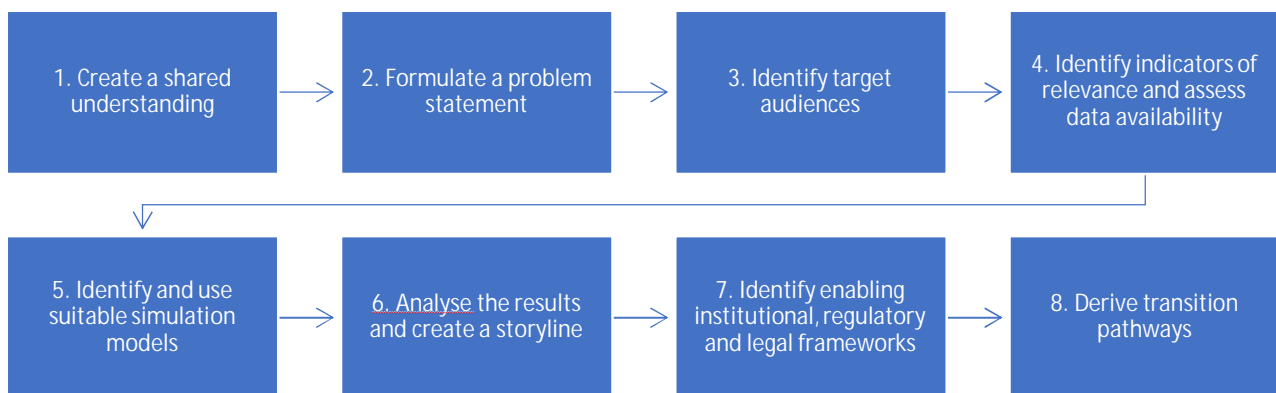 1. Create a shared
understanding
2. Formulate a problem
statement
3. Identify target
audiences
4. Identify indicators of
relevance and assess
data availability
5. Identify and use
suitable simulation
models
6. Analyse the results
and create a storyline
7. Identify enabling
institutional, regulatory
and legal frameworks
8. Derive transition
pathways